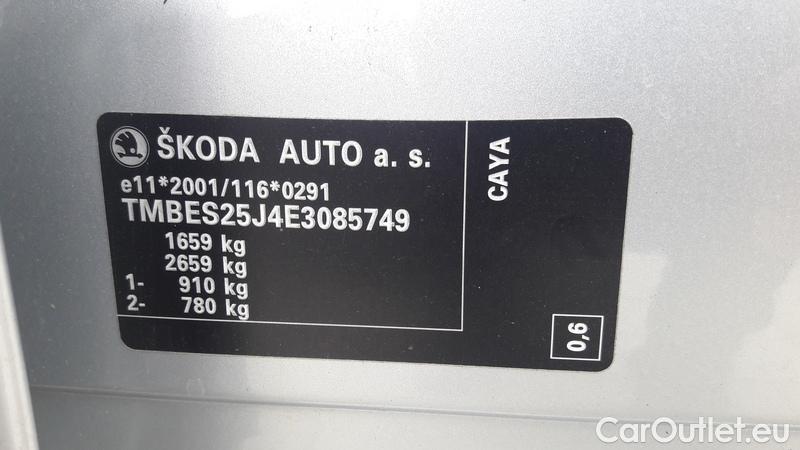 ŠKODA AUTO a. s.
e11*2001/116*0291
TMBES25J4E3085749
1659 kg
2659 kg
1- 910 kg
2- 780 kg
CAYA
0,6
CarOutlet.eu